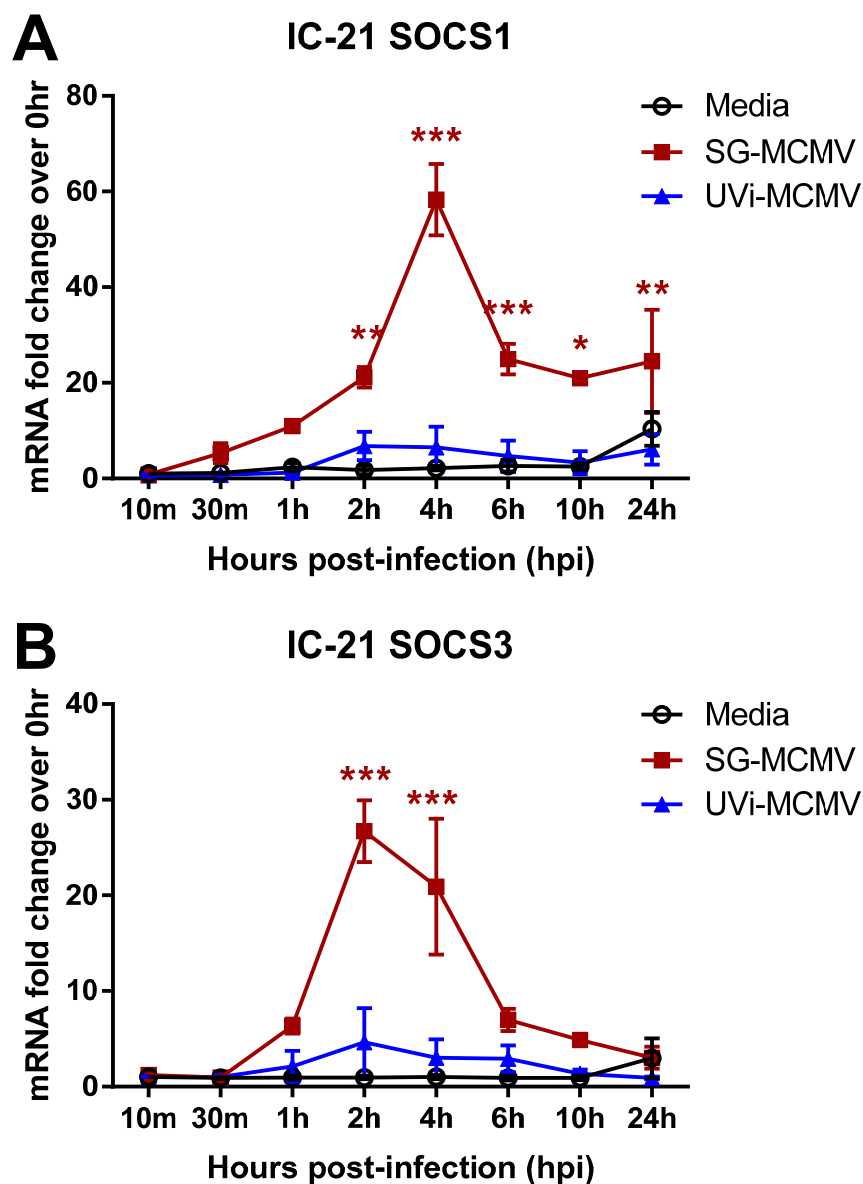 A
IC-21 SOCS1
mRNA fold change over 0hr
80
60
40
20
0
***
**
***
*
**
Media
SG-MCMV
UVi-MCMV
10m 30m 1h 2h 4h 6h 10h 24h
Hours post-infection (hpi)
B
IC-21 SOCS3
mRNA fold change over 0hr
40
30
20
10
0
***
***
Media
SG-MCMV
UVi-MCMV
10m 30m 1h 2h 4h 6h 10h 24h
Hours post-infection (hpi)